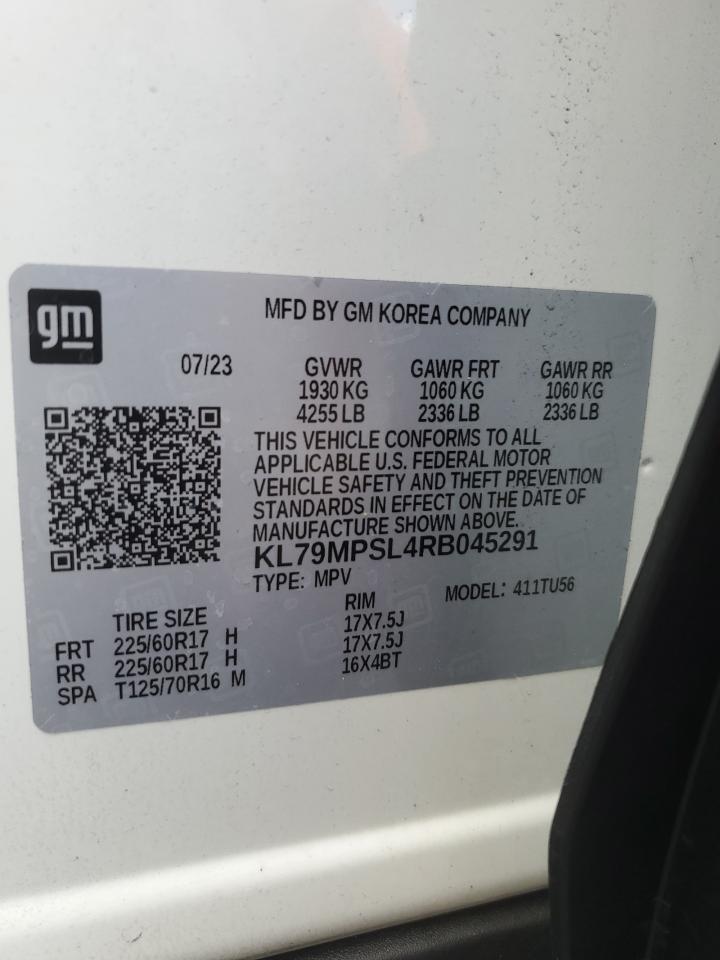 gm
MFD BY GM KOREA COMPANY
07/23 GVWR GAWR FRT GAWR RR
1930 KG 1060 KG 1060 KG
4255 LB 2336 LB 2336 LB
THIS VEHICLE CONFORMS TO ALL
APPLICABLE U.S. FEDERAL MOTOR
VEHICLE SAFETY AND THEFT PREVENTION
STANDARDS IN EFFECT ON THE DATE OF
MANUFACTURE SHOWN ABOVE.
KL79MPSL4RB045291
TYPE: MPV MODEL: 411TU56
TIRE SIZE RIM
FRT 225/60R17 H 17X7.5J
RR 225/60R17 H 17X7.5J
SPA T125/70R16 M 16X4BT